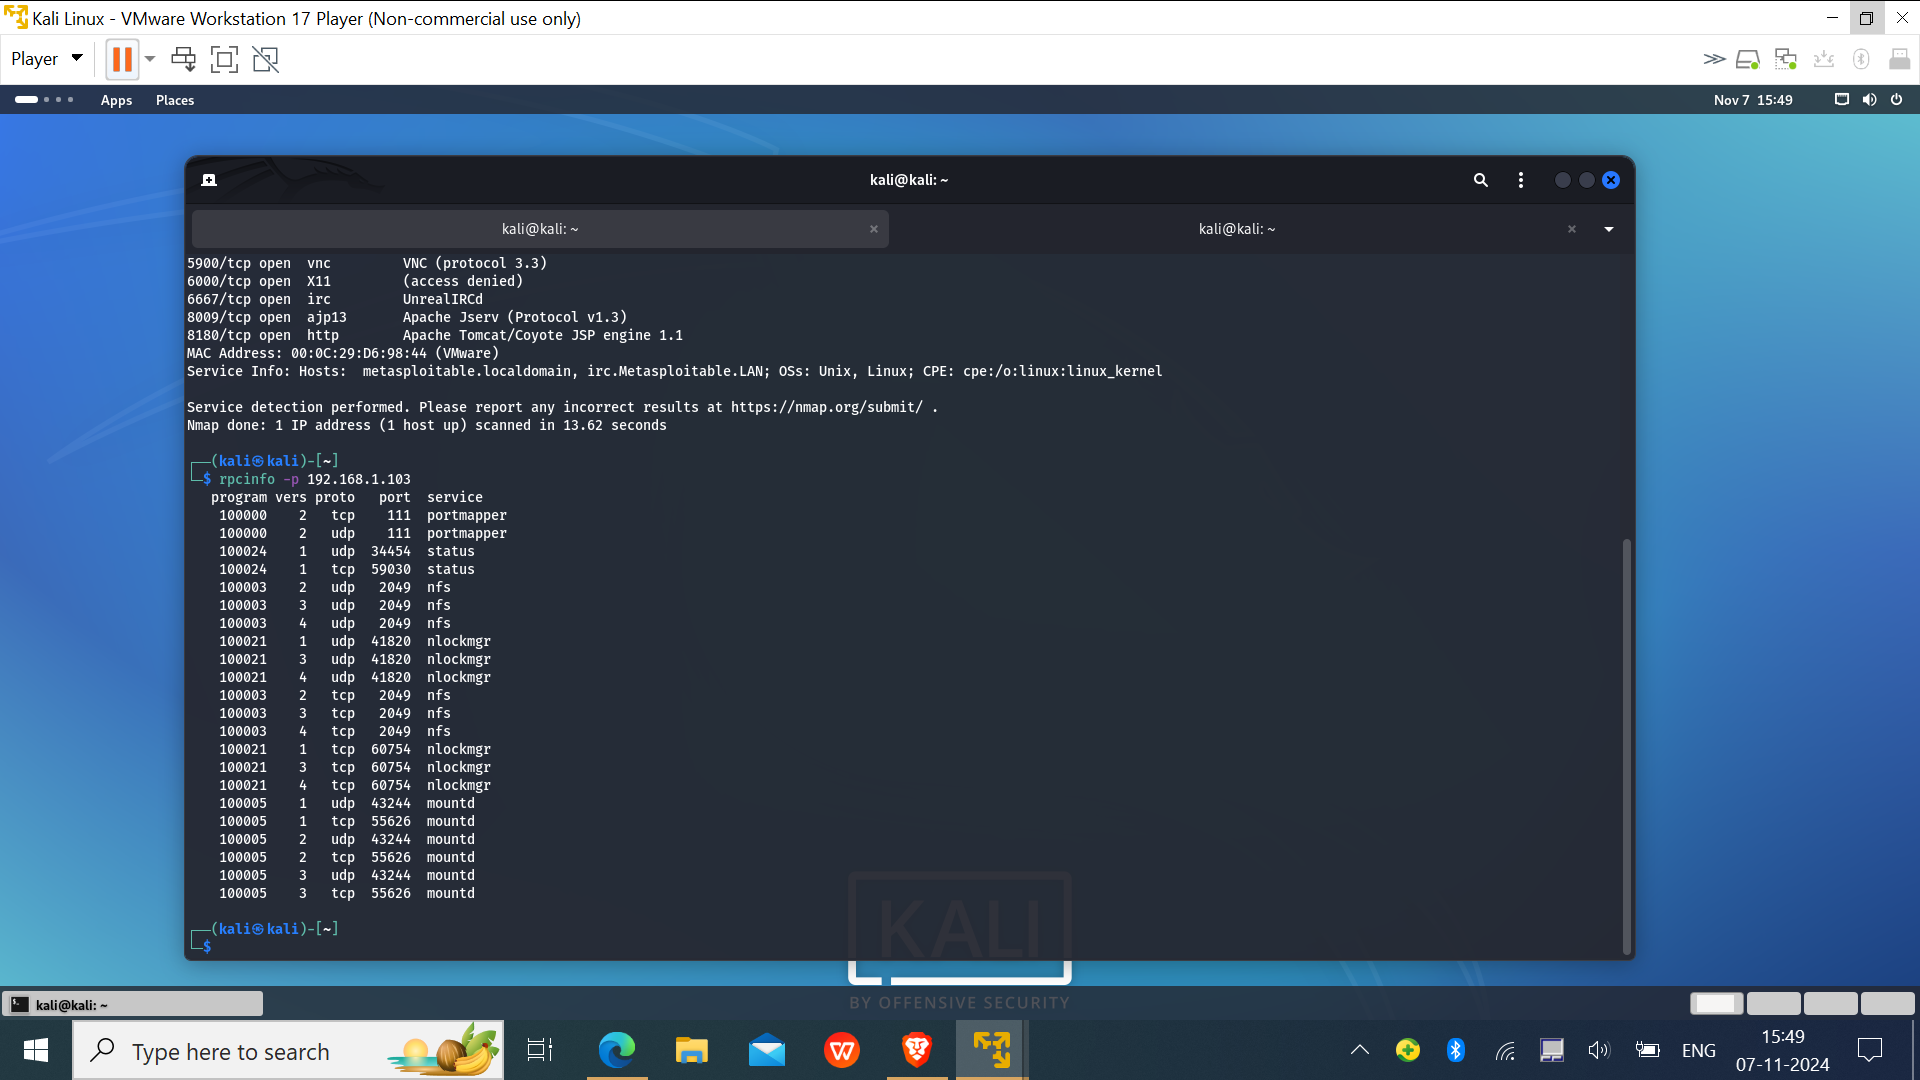 Kali Linux - VMware Workstation 17 Player (Non-commercial use only)
Player
Apps Places Nov 7 15:49
kali@kali: ~
kali@kali: ~ kali@kali: ~
5900/tcp open vnc VNC (protocol 3.3)
6000/tcp open X11 (access denied)
6667/tcp open irc UnrealIRCd
8009/tcp open ajp13 Apache Jserv (Protocol v1.3)
8180/tcp open http Apache Tomcat/Coyote JSP engine 1.1
MAC Address: 00:0C:29:D6:98:44 (VMware)
Service Info: Hosts: metasploitable.localdomain, irc.Metasploitable.LAN; OSs: Unix, Linux; CPE: cpe:/o:linux:linux_kernel
Service detection performed. Please report any incorrect results at https://nmap.org/submit/ .
Nmap done: 1 IP address (1 host up) scanned in 13.62 seconds
┌──(kali㉿kali)-[~]
└─$ rpcinfo -p 192.168.1.103
program vers proto port service
100000 2 tcp 111 portmapper
100000 2 udp 111 portmapper
100024 1 udp 34454 status
100024 1 tcp 59030 status
100003 2 udp 2049 nfs
100003 3 udp 2049 nfs
100003 4 udp 2049 nfs
100021 1 udp 41820 nlockmgr
100021 3 udp 41820 nlockmgr
100021 4 udp 41820 nlockmgr
100003 2 tcp 2049 nfs
100003 3 tcp 2049 nfs
100003 4 tcp 2049 nfs
100021 1 tcp 60754 nlockmgr
100021 3 tcp 60754 nlockmgr
100021 4 tcp 60754 nlockmgr
100005 1 udp 43244 mountd
100005 1 tcp 55626 mountd
100005 2 udp 43244 mountd
100005 2 tcp 55626 mountd
100005 3 udp 43244 mountd
100005 3 tcp 55626 mountd
┌──(kali㉿kali)-[~]
└─$
KALI
BY OFFENSIVE SECURITY
kali@kali: ~
Type here to search
ENG
15:49
07-11-2024